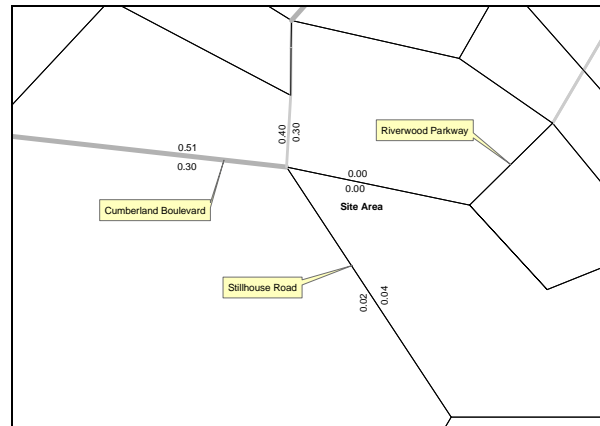 0.40
0.30
Riverwood Parkway
0.51
0.30
0.00
0.00
Cumberland Boulevard
Site Area
Stillhouse Road
0.02
0.04